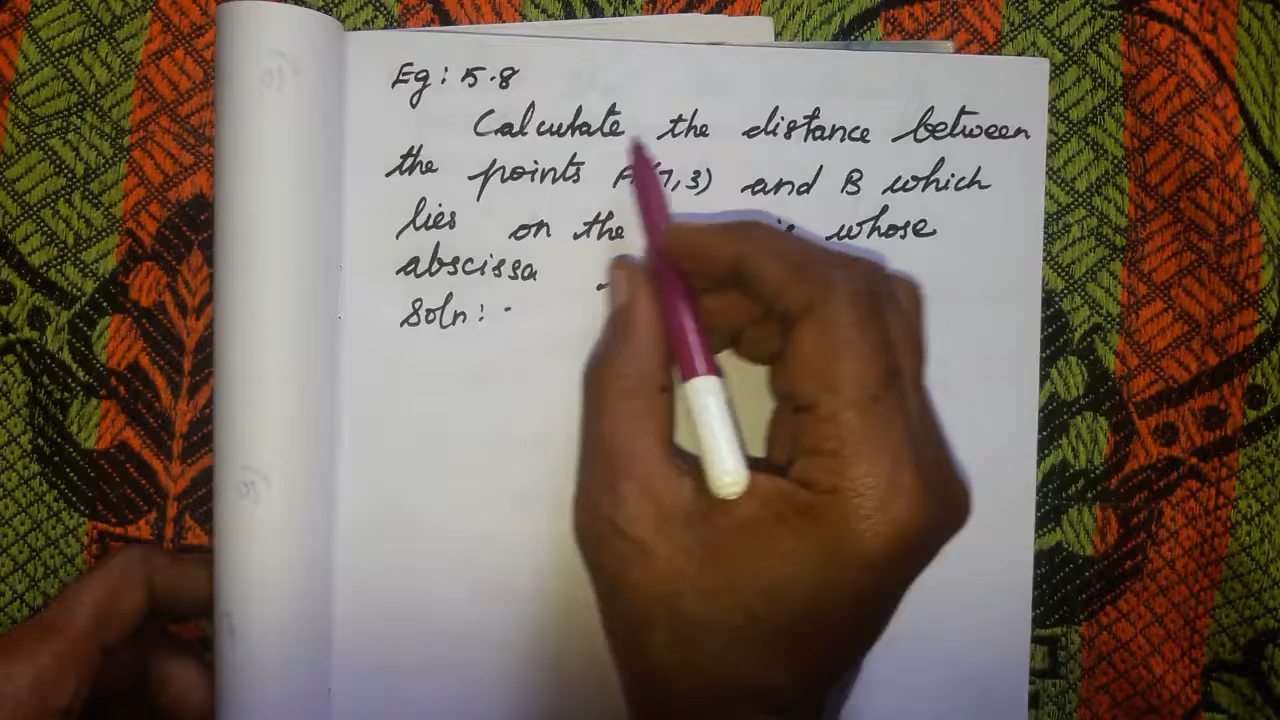 Eg: 5.8
Calculate the distance between
the points A (7,3) and B which
lies on the whose
abscissa
Soln:-